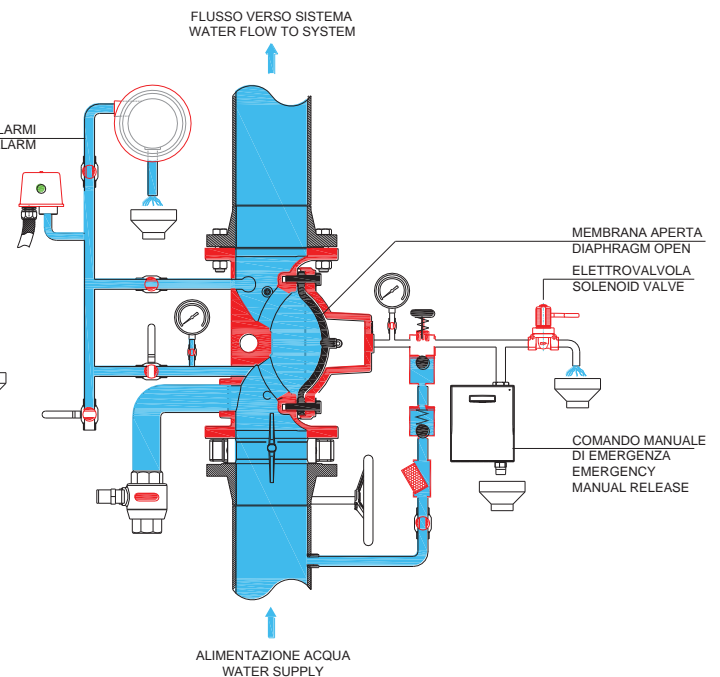 FLUSSO VERSO SISTEMA
WATER FLOW TO SYSTEM
LARMI
LARM
MEMBRANA APERTA
DIAPHRAGM OPEN
ELETTROVALVOLA
SOLENOID VALVE
COMANDO MANUALE
DI EMERGENZA
EMERGENCY
MANUAL RELEASE
ALIMENTAZIONE ACQUA
WATER SUPPLY